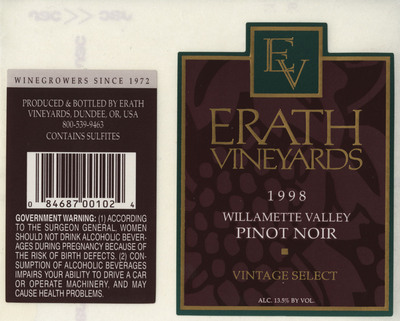 WINEGROWERS SINCE 1972
PRODUCED & BOTTLED BY ERATH
VINEYARDS, DUNDEE, OR, USA
800-539-9463
CONTAINS SULFITES
0 84687 00102 4
GOVERNMENT WARNING: (1) ACCORDING
TO THE SURGEON GENERAL, WOMEN
SHOULD NOT DRINK ALCOHOLIC BEVER-
AGES DURING PREGNANCY BECAUSE OF
THE RISK OF BIRTH DEFECTS. (2) CON-
SUMPTION OF ALCOHOLIC BEVERAGES
IMPAIRS YOUR ABILITY TO DRIVE A CAR
OR OPERATE MACHINERY, AND MAY
CAUSE HEALTH PROBLEMS.
EV
ERATH
VINEYARDS
1998
WILLAMETTE VALLEY
PINOT NOIR
VINTAGE SELECT
ALC. 13.5% BY VOL.